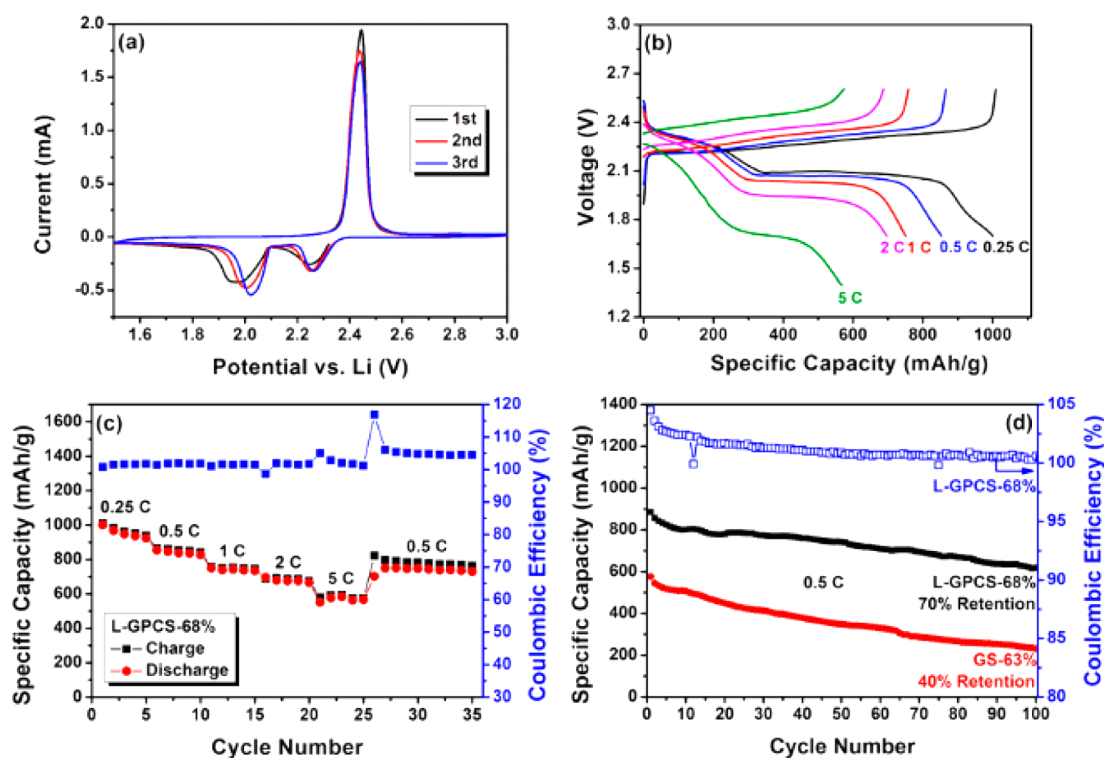 (a)
2.0
1.5
1.0
0.5
0.0
-0.5
Current (mA)
1st
2nd
3rd
1.6 1.8 2.0 2.2 2.4 2.6 2.8 3.0
Potential vs. Li (V)
(b)
3.0
2.7
2.4
2.1
1.8
1.5
1.2
Voltage (V)
2 C 1 C 0.5 C 0.25 C
5 C
0 200 400 600 800 1000
Specific Capacity (mAh/g)
(c)
1600
1400
1200
1000
800
600
400
200
0
Specific Capacity (mAh/g)
0.25 C
0.5 C
1 C
2 C
5 C
0.5 C
L-GPCS-68%
Charge
Discharge
120
110
100
90
80
70
60
50
40
30
Coulombic Efficiency (%)
0 5 10 15 20 25 30 35
Cycle Number
(d)
1400
1200
1000
800
600
400
200
0
Specific Capacity (mAh/g)
L-GPCS-68%
0.5 C
L-GPCS-68%
70% Retention
GS-63%
40% Retention
105
100
95
90
85
80
Coulombic Efficiency (%)
0 10 20 30 40 50 60 70 80 90 100
Cycle Number